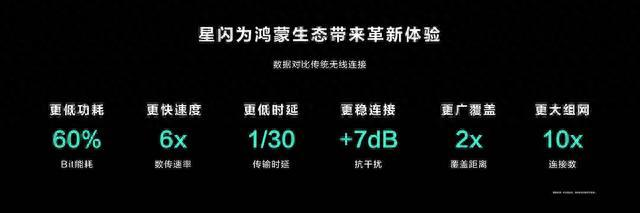 星闪为鸿蒙生态带来革新体验
数据对比传统无线连接
更低功耗 更快速度 更低时延 更稳连接 更广覆盖 更大组网
60% 6x 1/30 +7dB 2x 10x
Bit能耗 数传速率 传输时延 抗干扰 覆盖距离 连接数